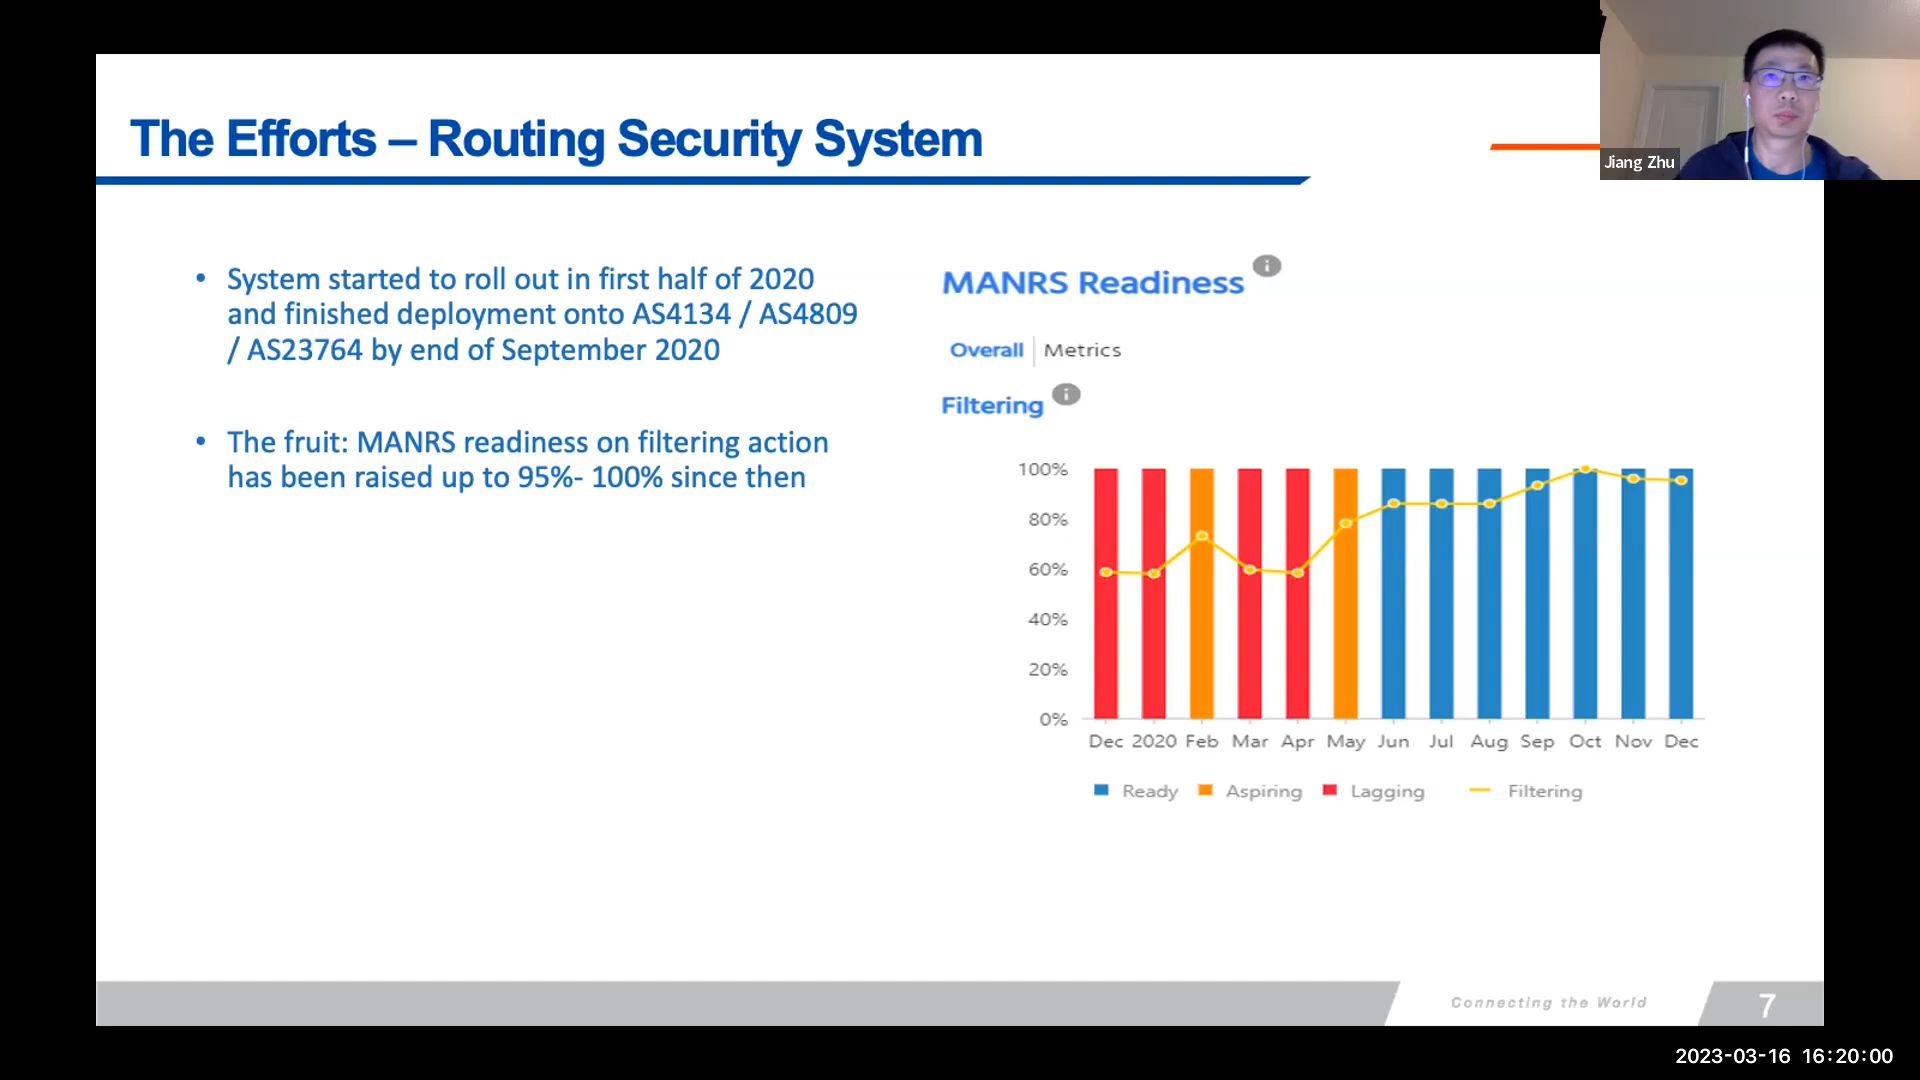 The Efforts – Routing Security System
Jiang Zhu
• System started to roll out in first half of 2020
and finished deployment onto AS4134 / AS4809
/ AS23764 by end of September 2020
• The fruit: MANRS readiness on filtering action
has been raised up to 95%- 100% since then
MANRS Readiness i
Overall | Metrics
Filtering i
100%
80%
60%
40%
20%
0%
Dec 2020 Feb Mar Apr May Jun Jul Aug Sep Oct Nov Dec
Ready Aspiring Lagging Filtering
Connecting the World
7
2023-03-16 16:20:00